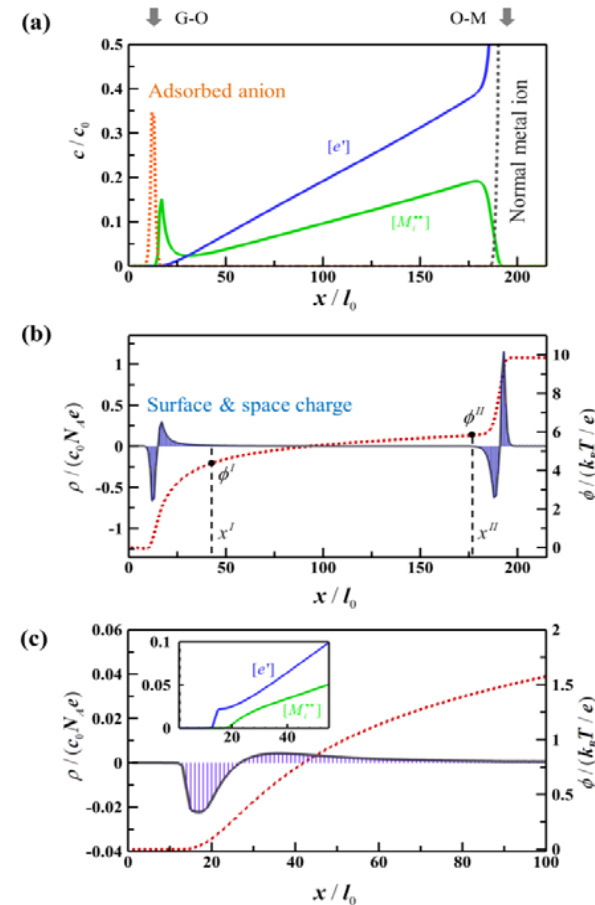 G-O O-M
(a)
0.5
0.4
0.3
0.2
0.1
0
c / c₀
Adsorbed anion
[e']
[Mᵢ••]
Normal metal ion
0 50 100 150 200
x / l₀
(b)
1
0.5
0
-0.5
-1
ρ / (c₀N_A e)
Surface & space charge
ϕᴵ
ϕᴵᴵ
xᴵ
xᴵᴵ
10
8
6
4
2
0
ϕ / (k_B T / e)
0 50 100 150 200
x / l₀
(c)
0.06
0.04
0.02
0
-0.02
-0.04
ρ / (c₀N_A e)
0.1
0.05
0
[e']
[Mᵢ••]
20 40
2
1.5
1
0.5
0
ϕ / (k_B T / e)
0 20 40 60 80 100
x / l₀